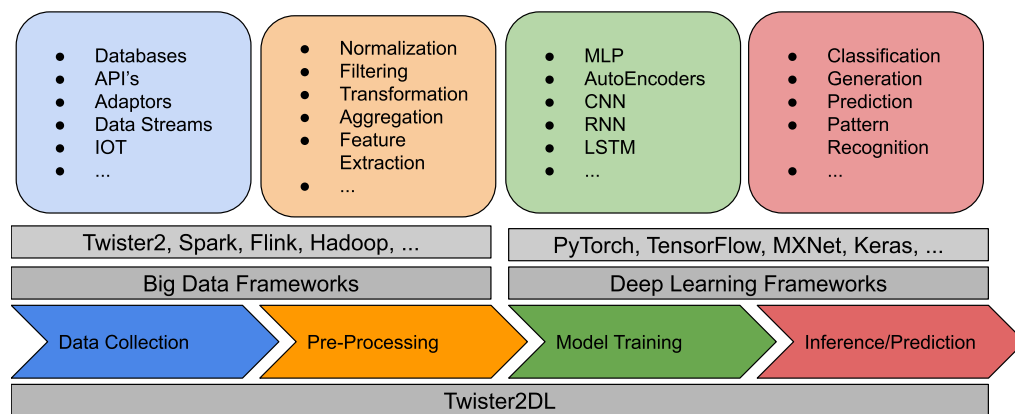 ● Databases
● API's
● Adaptors
● Data Streams
● IOT
● ...
● Normalization
● Filtering
● Transformation
● Aggregation
● Feature
Extraction
● ...
● MLP
● AutoEncoders
● CNN
● RNN
● LSTM
● ...
● Classification
● Generation
● Prediction
● Pattern
Recognition
● ...
Twister2, Spark, Flink, Hadoop, ...
PyTorch, TensorFlow, MXNet, Keras, ...
Big Data Frameworks
Deep Learning Frameworks
Data Collection
Pre-Processing
Model Training
Inference/Prediction
Twister2DL